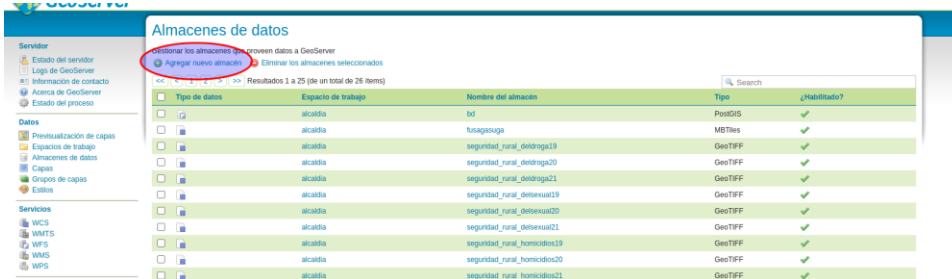 GeoServer
Almacenes de datos
Gestionar los almacenes que proveen datos a GeoServer
Agregar nuevo almacén Eliminar los almacenes seleccionados
<< < 1 2 > >> Resultados 1 a 25 (de un total de 26 ítems) Search
Tipo de datos Espacio de trabajo Nombre del almacén Tipo ¿Habilitado?
alcaldia bd PostGIS
alcaldia fusagasuga MBTiles
alcaldia seguridad_rural_deldroga19 GeoTIFF
alcaldia seguridad_rural_deldroga20 GeoTIFF
alcaldia seguridad_rural_deldroga21 GeoTIFF
alcaldia seguridad_rural_delsexual19 GeoTIFF
alcaldia seguridad_rural_delsexual20 GeoTIFF
alcaldia seguridad_rural_delsexual21 GeoTIFF
alcaldia seguridad_rural_homicidios19 GeoTIFF
alcaldia seguridad_rural_homicidios20 GeoTIFF
alcaldia seguridad_rural_homicidios21 GeoTIFF
Servidor
Estado del servidor
Logs de GeoServer
Información de contacto
Acerca de GeoServer
Estado del proceso
Datos
Previsualización de capas
Espacios de trabajo
Almacenes de datos
Capas
Grupos de capas
Estilos
Servicios
WCS
WMTS
WFS
WMS
WPS